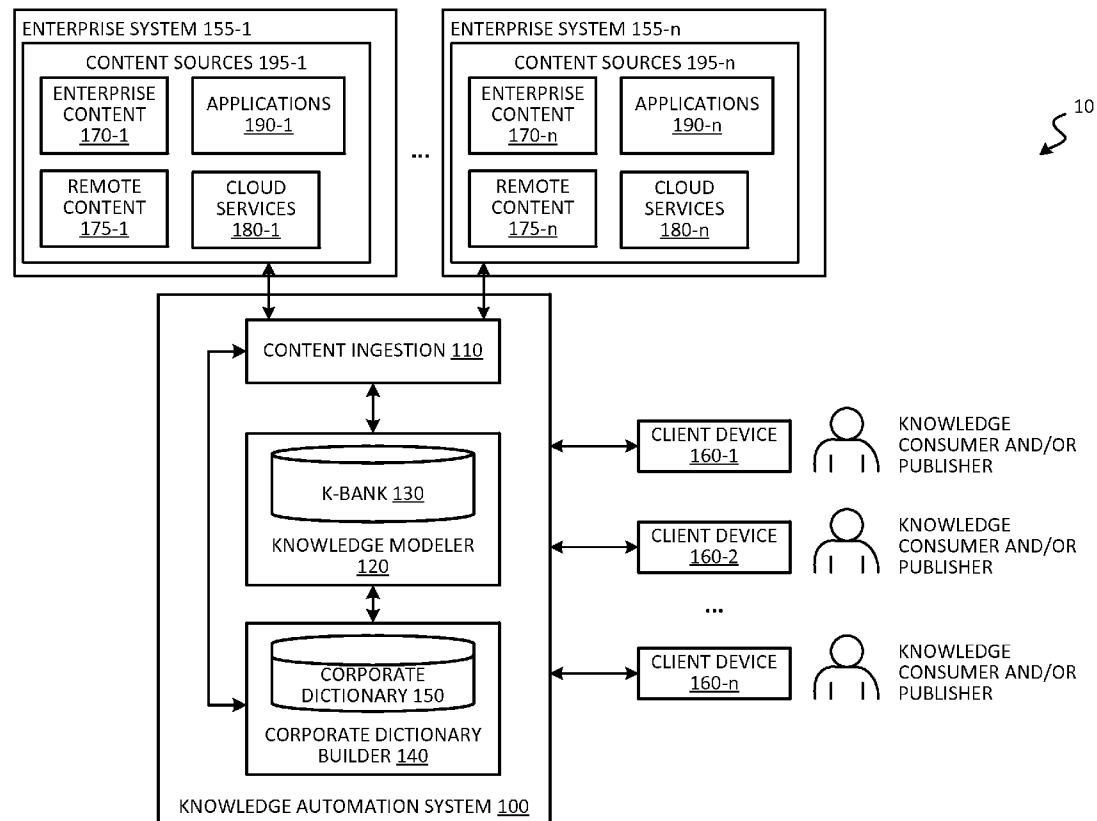 ENTERPRISE SYSTEM 155-1
CONTENT SOURCES 195-1
ENTERPRISE
CONTENT
170-1
APPLICATIONS
190-1
REMOTE
CONTENT
175-1
CLOUD
SERVICES
180-1
...
ENTERPRISE SYSTEM 155-n
CONTENT SOURCES 195-n
ENTERPRISE
CONTENT
170-n
APPLICATIONS
190-n
REMOTE
CONTENT
175-n
CLOUD
SERVICES
180-n
10
CONTENT INGESTION 110
K-BANK 130
KNOWLEDGE MODELER
120
CORPORATE
DICTIONARY 150
CORPORATE DICTIONARY
BUILDER 140
KNOWLEDGE AUTOMATION SYSTEM 100
CLIENT DEVICE
160-1
KNOWLEDGE
CONSUMER AND/OR
PUBLISHER
CLIENT DEVICE
160-2
KNOWLEDGE
CONSUMER AND/OR
PUBLISHER
...
CLIENT DEVICE
160-n
KNOWLEDGE
CONSUMER AND/OR
PUBLISHER